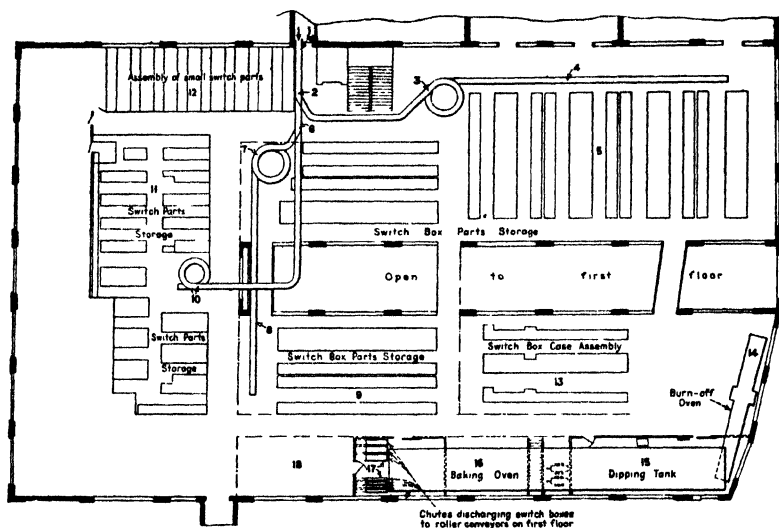 Assembly of small switch parts
12
2
3
4
6
7
5
11
Switch Parts
Storage
Switch Box Parts Storage
Open to first floor
10
8
Switch Parts
Storage
Switch Box Parts Storage
9
Switch Box Case Assembly
13
14
Burn-off
Oven
18
17
16
Baking Oven
15
Dipping Tank
Chutes discharging switch boxes
to roller conveyors on first floor